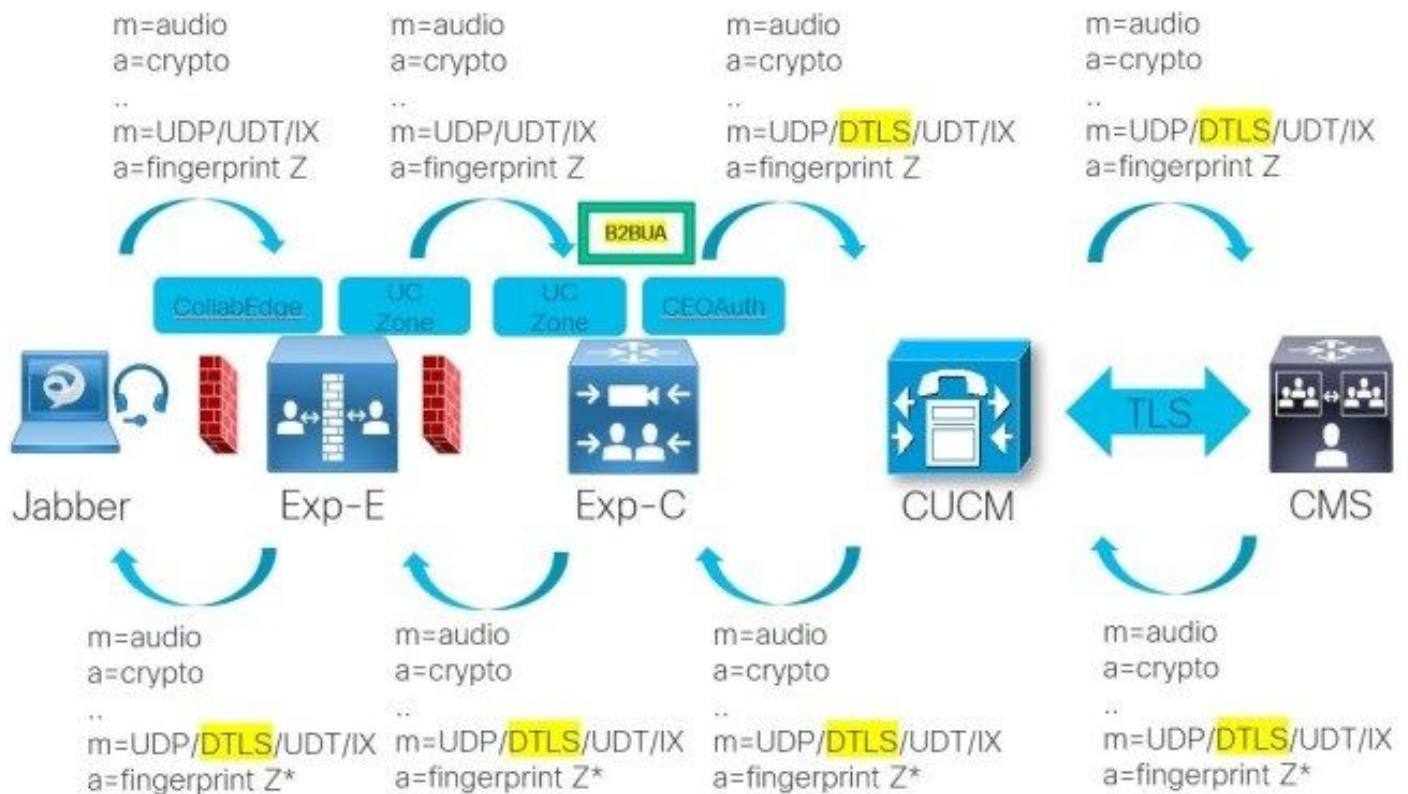 m=audio
a=crypto
..
m=UDP/UDT/IX
a=fingerprint Z
m=audio
a=crypto
..
m=UDP/UDT/IX
a=fingerprint Z
m=audio
a=crypto
..
m=UDP/DTLS/UDT/IX
a=fingerprint Z
m=audio
a=crypto
..
m=UDP/DTLS/UDT/IX
a=fingerprint Z
B2BUA
CollabEdge
UC
Zone
UC
Zone
CEOAuth
TLS
Jabber
Exp-E
Exp-C
CUCM
CMS
m=audio
a=crypto
..
m=UDP/DTLS/UDT/IX
a=fingerprint Z*
m=audio
a=crypto
..
m=UDP/DTLS/UDT/IX
a=fingerprint Z*
m=audio
a=crypto
..
m=UDP/DTLS/UDT/IX
a=fingerprint Z*
m=audio
a=crypto
..
m=UDP/DTLS/UDT/IX
a=fingerprint Z*